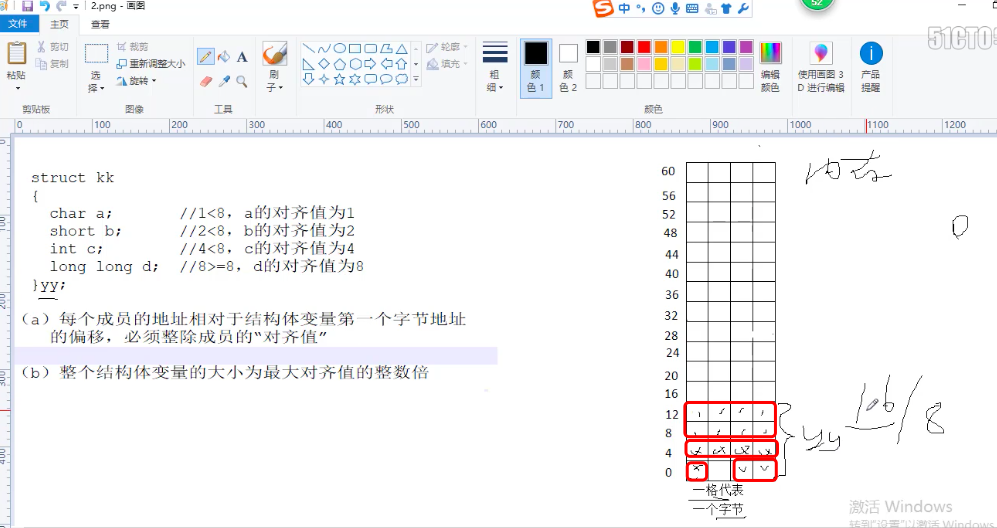 2.png - 画图
52
文件 主页 查看
51CTO
粘贴
剪切
复制
剪贴板
选择
裁剪
重新调整大小
旋转
图像
A
工具
刷子
形状
轮廓
填充
粗细
颜色 1
颜色 2
颜色
编辑颜色
使用画图 3D 进行编辑
产品提醒
0 100 200 300 400 500 600 700 800 900 1000 1100 1200
struct kk
{
char a; //1<8，a的对齐值为1
short b; //2<8，b的对齐值为2
int c; //4<8，c的对齐值为4
long long d; //8>=8，d的对齐值为8
}yy;
（a）每个成员的地址相对于结构体变量第一个字节地址
的偏移，必须整除成员的“对齐值”
（b）整个结构体变量的大小为最大对齐值的整数倍
内存
0
60
56
52
48
44
40
36
32
28
24
20
16
12
8
4
0
yy
16/8
一格代表
一个字节
激活 Windows
转到"设置"以激活 Windows